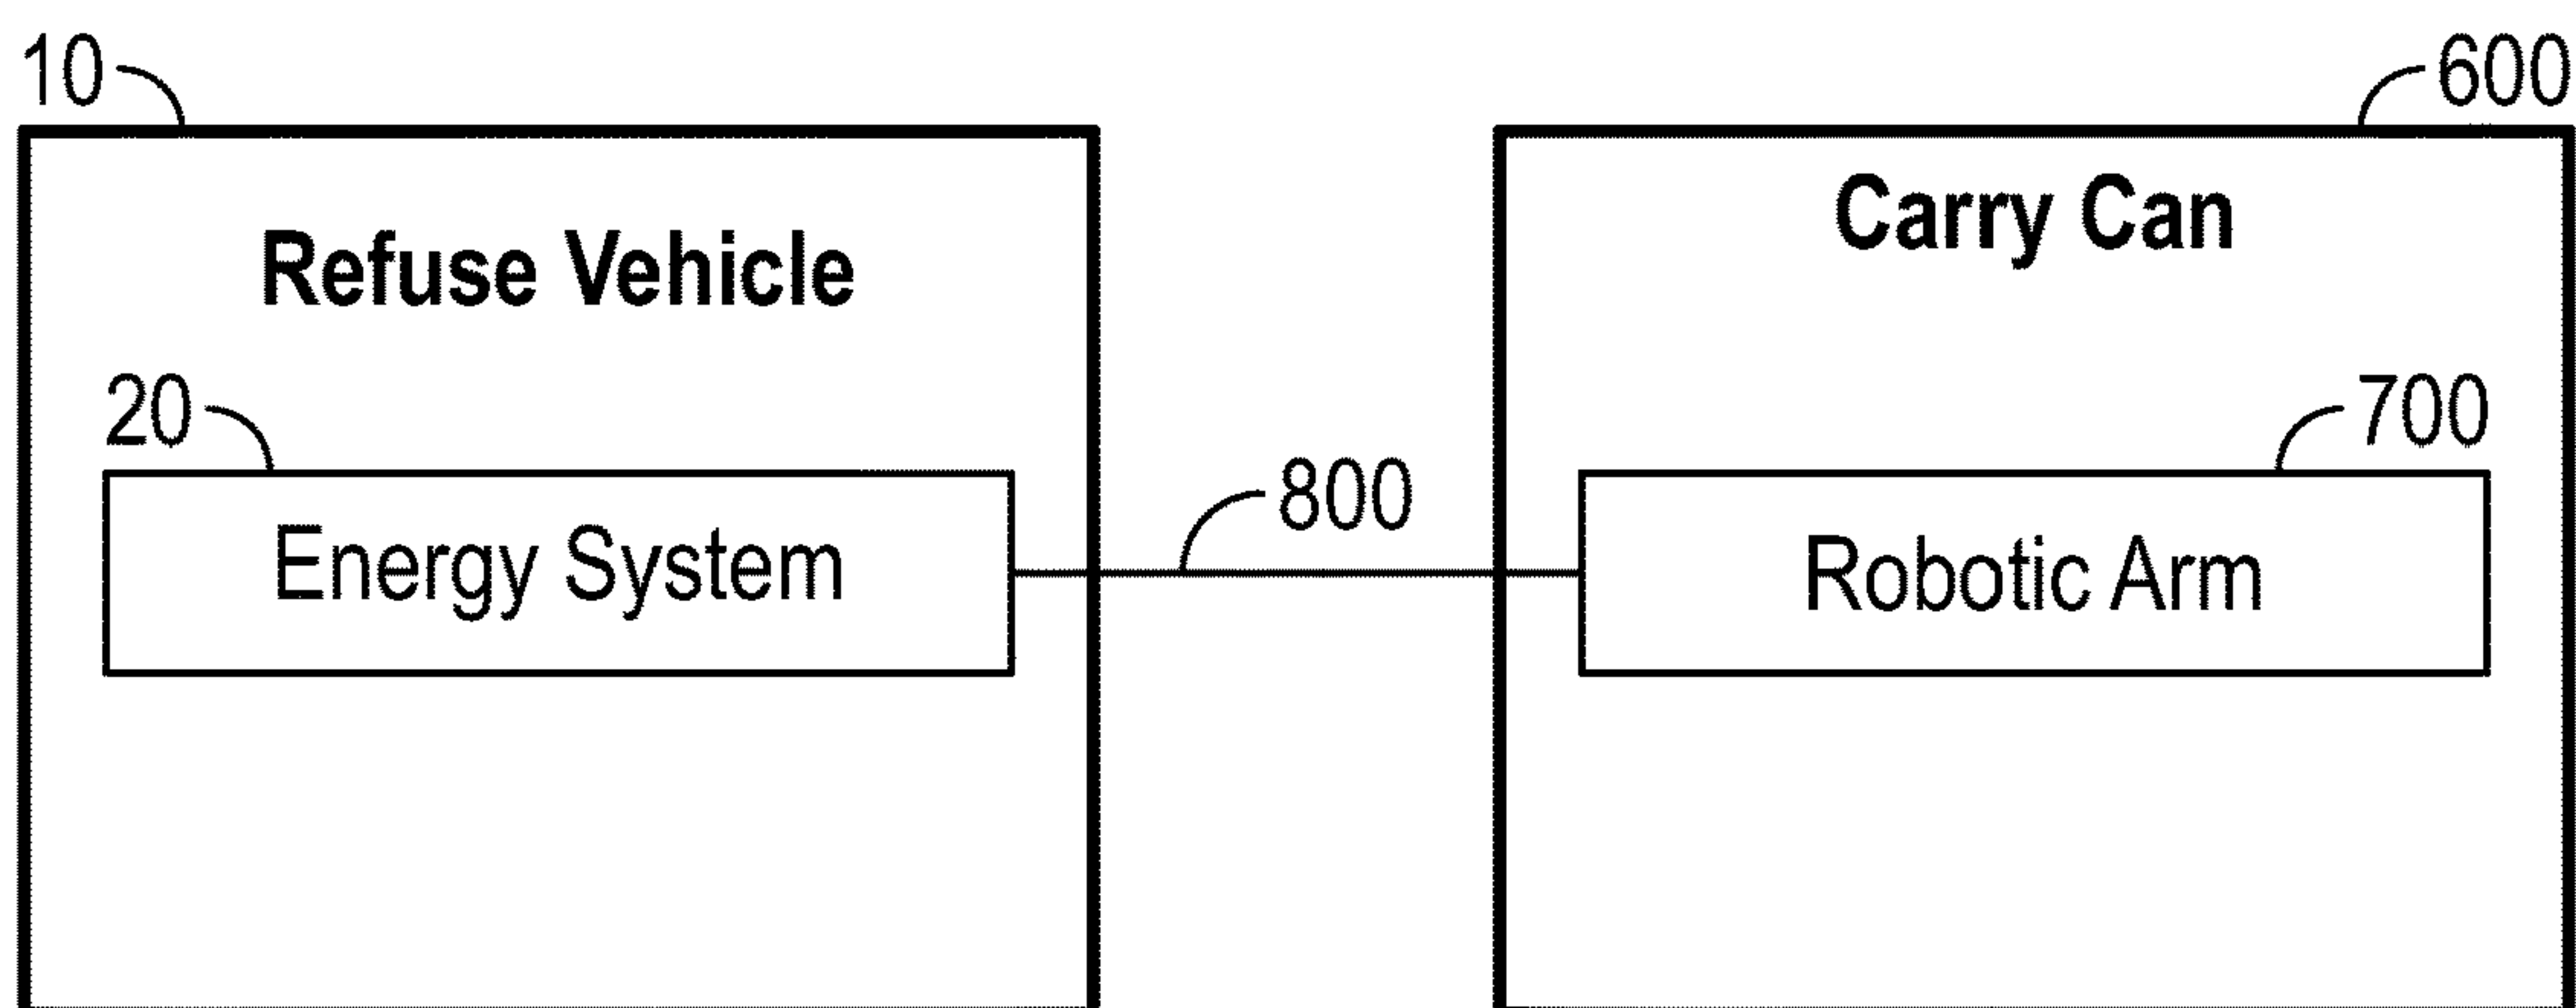 10
600
Refuse Vehicle
Carry Can
20
700
800
Energy System
Robotic Arm